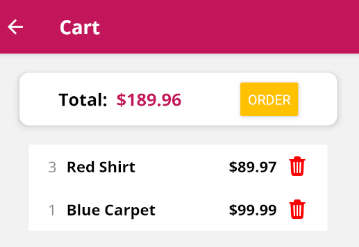 Cart
Total: $189.96 ORDER
3 Red Shirt $89.97
1 Blue Carpet $99.99